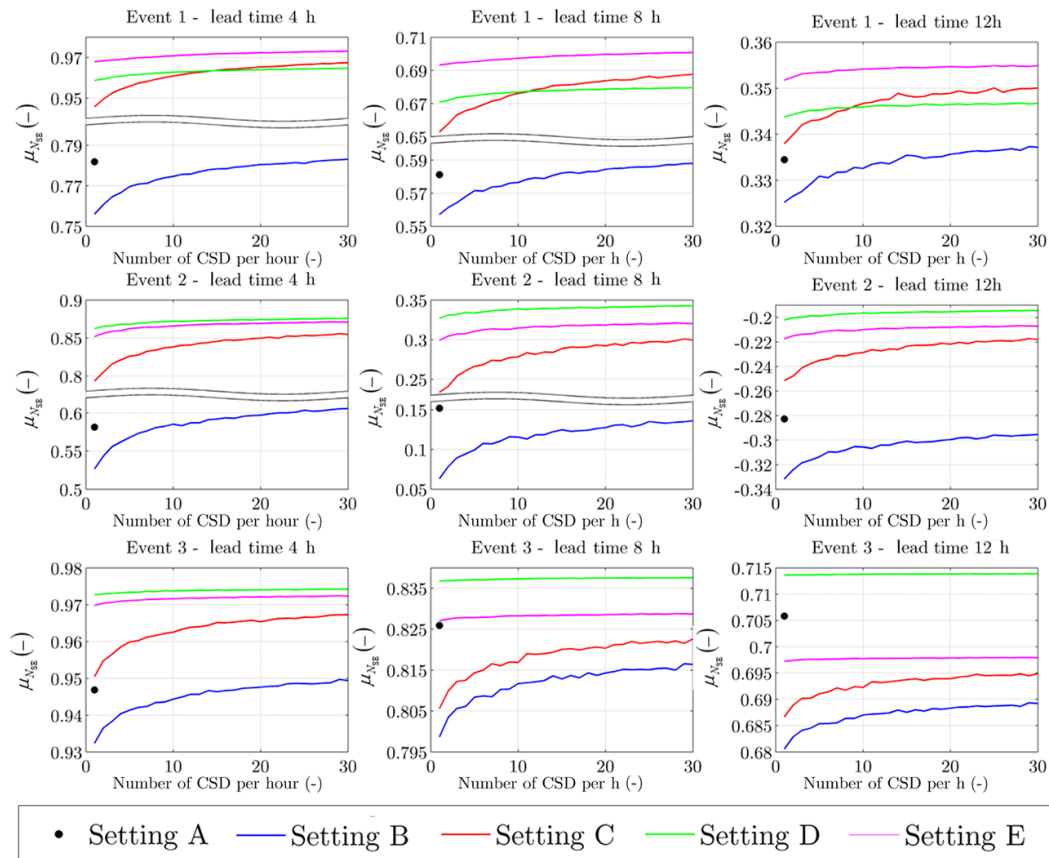 Event 1 - lead time 4 h
Event 1 - lead time 8 h
Event 1 - lead time 12h
μ_NSE (−)
0.97
0.95
0.79
0.77
0.75
0 10 20 30
Number of CSD per hour (-)
0.71
0.69
0.67
0.65
0.59
0.57
0.55
0 10 20 30
Number of CSD per h (-)
μ_NSE (−)
0.36
0.35
0.34
0.33
0.32
0 10 20 30
Number of CSD per h (-)
Event 2 - lead time 4 h
Event 2 - lead time 8 h
Event 2 - lead time 12h
μ_NSE (−)
0.9
0.85
0.8
0.6
0.55
0.5
0 10 20 30
Number of CSD per hour (-)
μ_NSE (−)
0.35
0.3
0.25
0.15
0.1
0.05
0 10 20 30
Number of CSD per h (-)
μ_NSE (−)
-0.2
-0.22
-0.24
-0.26
-0.28
-0.3
-0.32
-0.34
0 10 20 30
Number of CSD per h (-)
Event 3 - lead time 4 h
Event 3 - lead time 8 h
Event 3 - lead time 12 h
μ_NSE (−)
0.98
0.97
0.96
0.95
0.94
0.93
0 10 20 30
Number of CSD per hour (-)
μ_NSE (−)
0.835
0.825
0.815
0.805
0.795
0 10 20 30
Number of CSD per h (-)
μ_NSE (−)
0.715
0.71
0.705
0.7
0.695
0.69
0.685
0.68
0 10 20 30
Number of CSD per h (-)
Setting A Setting B Setting C Setting D Setting E